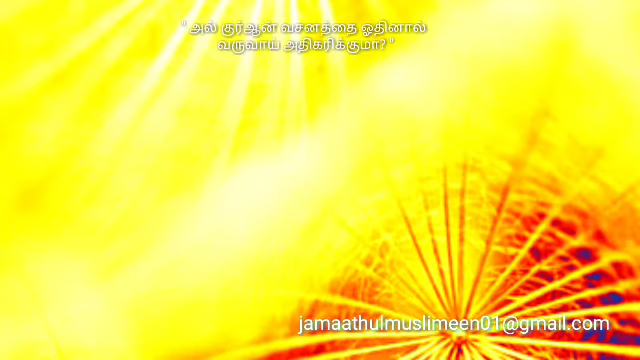 " அல் குர்ஆன் வசனத்தை ஓதினால்
வருவாய் அதிகரிக்குமா? "
jamaathulmuslimeen01@gmail.com